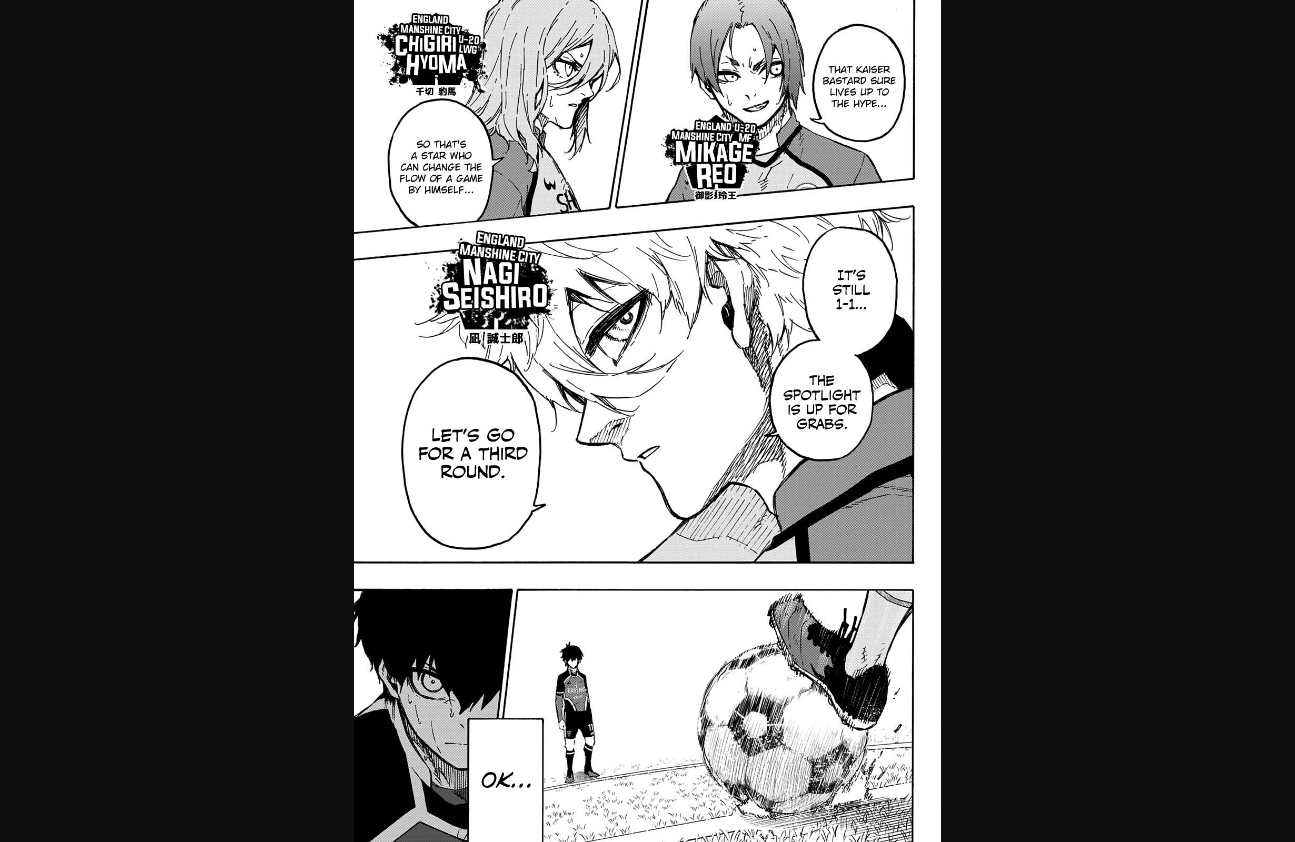 THAT KAISER
BASTARD SURE
LIVES UP TO
THE HYPE...
ENGLAND U-20
MANSHINE CITY MF
MIKAGE
REO
御影 玲王
ENGLAND
MANSHINE CITY U-20
CHIGIRI LWG
HYOMA
千切 豹馬
SO THAT'S
A STAR WHO
CAN CHANGE THE
FLOW OF A GAME
BY HIMSELF...
IT'S
STILL
1-1...
THE
SPOTLIGHT
IS UP FOR
GRABS.
ENGLAND
MANSHINE CITY
NAGI
SEISHIRO
凪 誠士郎
LET'S GO
FOR A THIRD
ROUND.
OK...